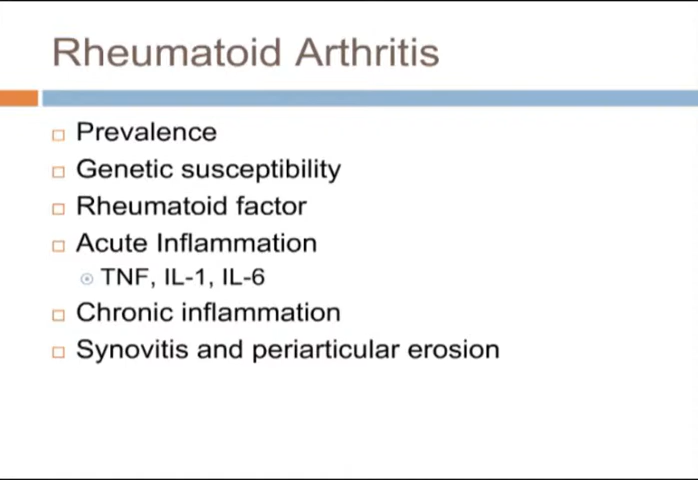 Rheumatoid Arthritis
Prevalence
Genetic susceptibility
Rheumatoid factor
Acute Inflammation
TNF, IL-1, IL-6
Chronic inflammation
Synovitis and periarticular erosion